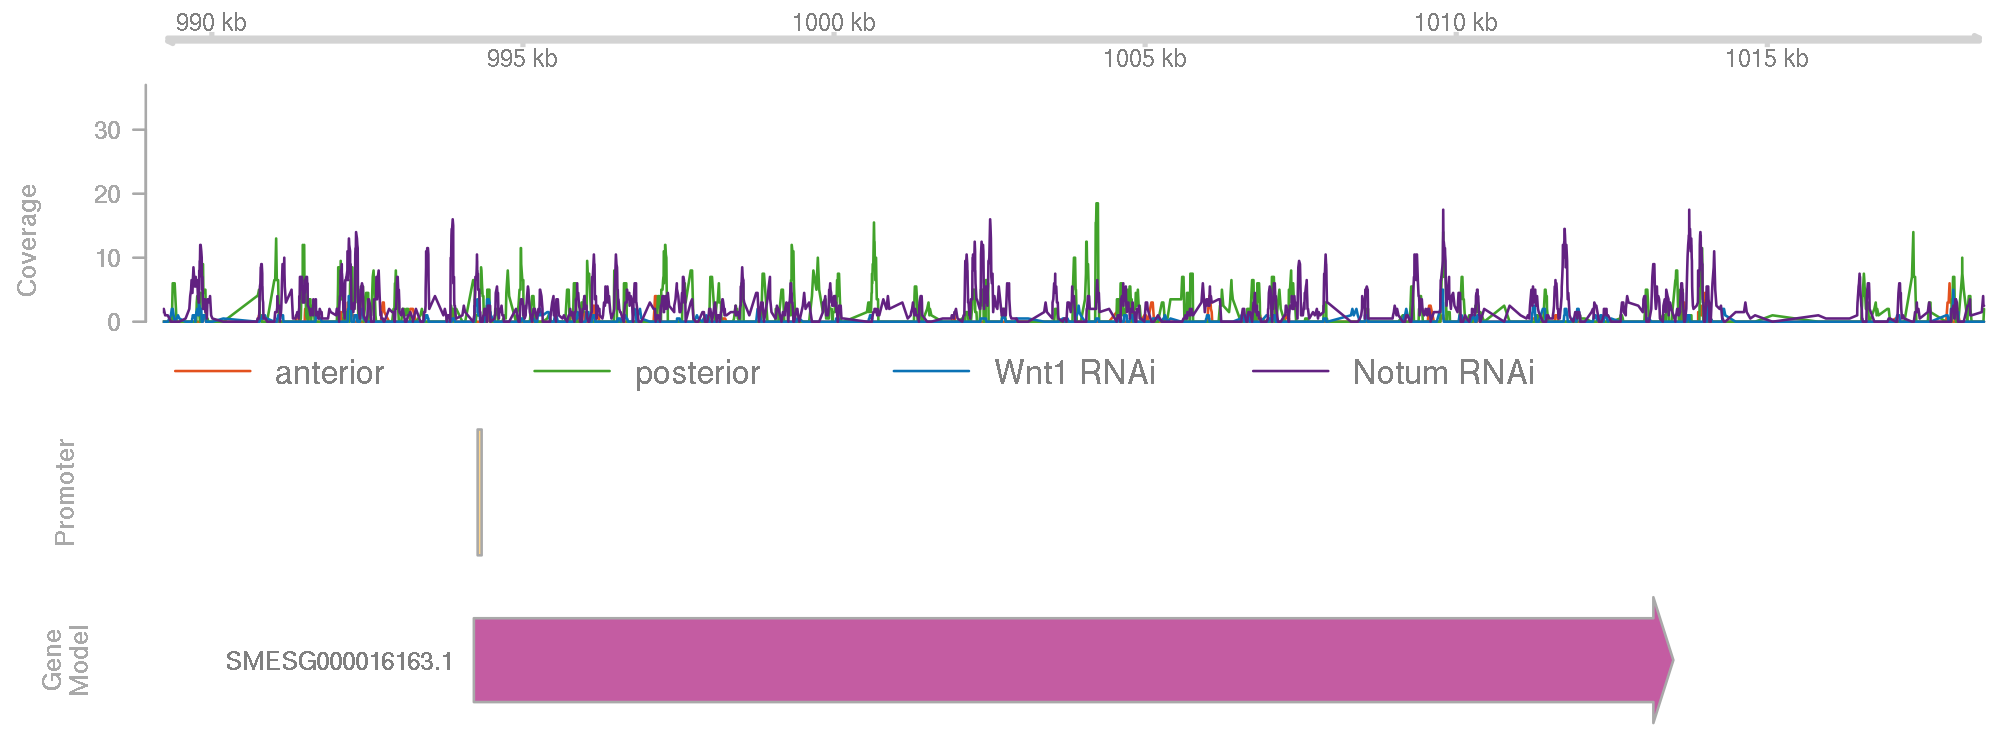 990 kb
1000 kb
1010 kb
995 kb
1005 kb
1015 kb
Coverage
30
20
10
0
anterior
posterior
Wnt1 RNAi
Notum RNAi
Promoter
Gene
Model
SMESG000016163.1